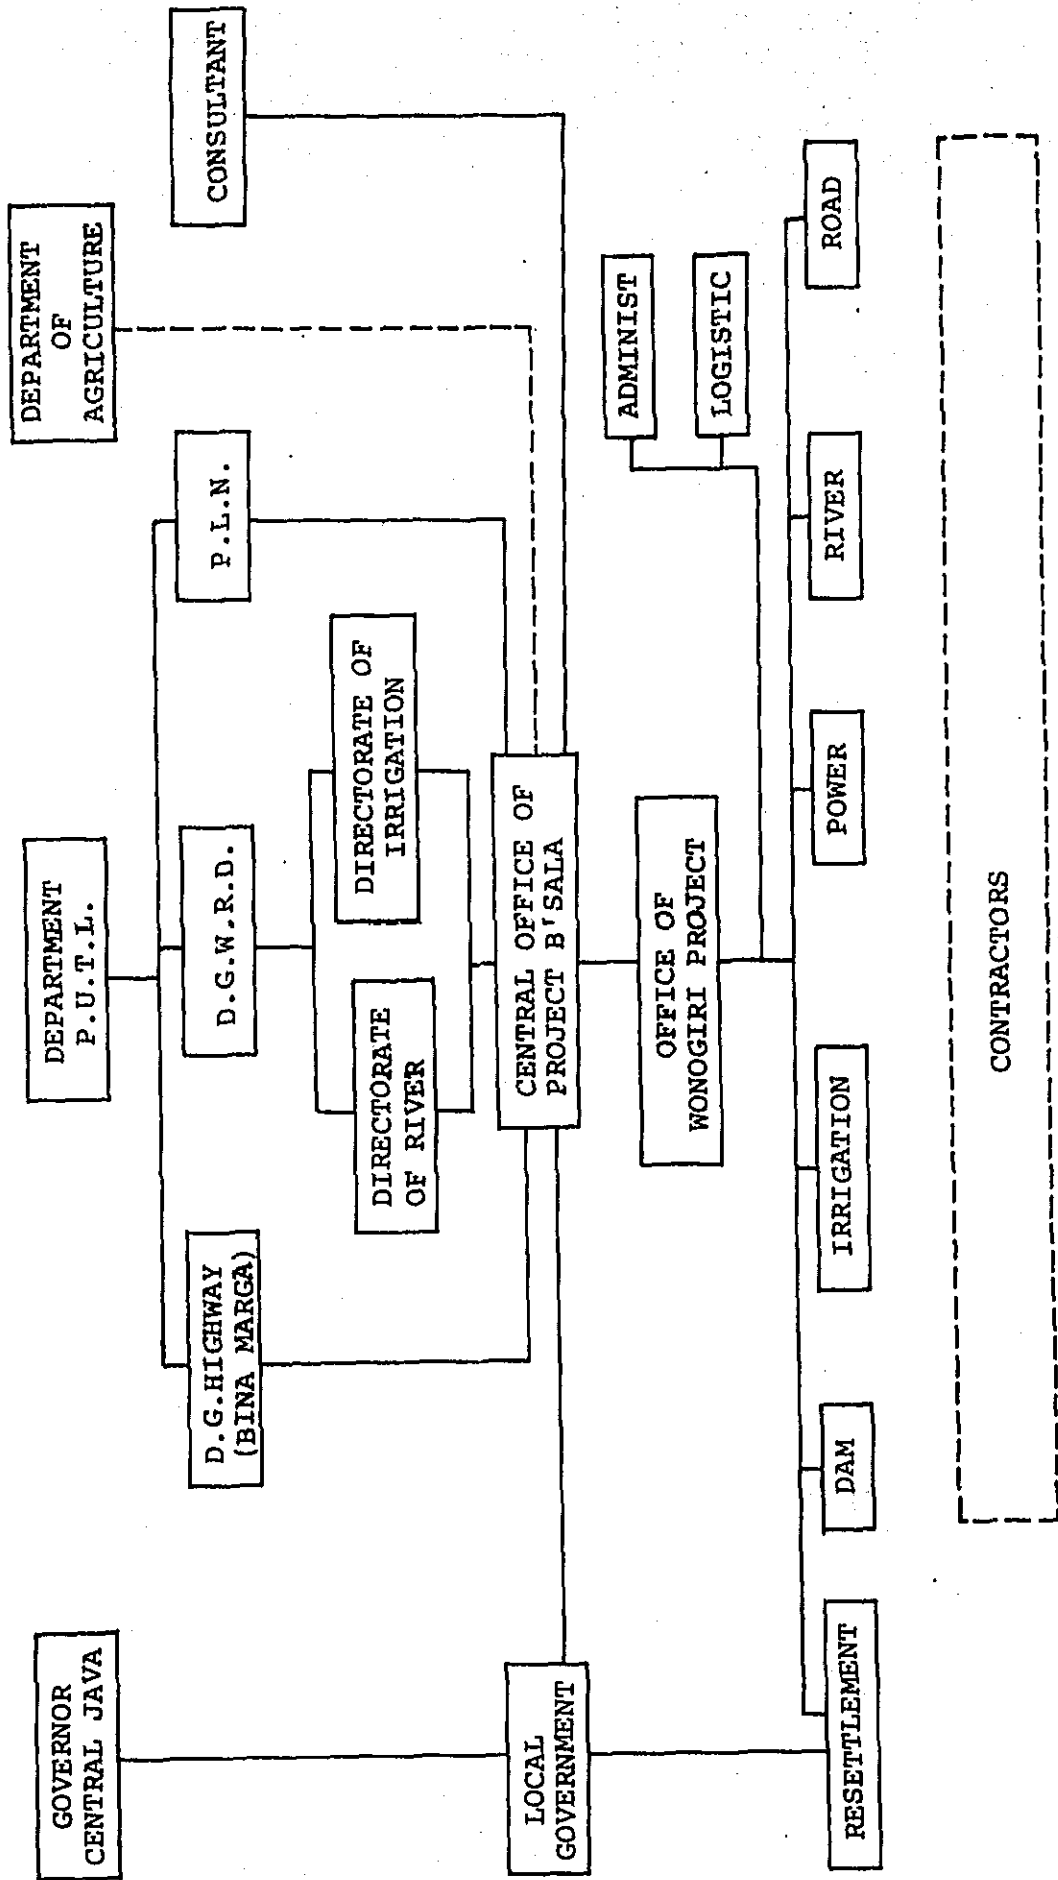 GOVERNOR
CENTRAL JAVA
DEPARTMENT
P.U.T.L.
DEPARTMENT
OF
AGRICULTURE
D.G.HIGHWAY
(BINA MARGA)
D.G.W.R.D.
P.L.N.
CONSULTANT
DIRECTORATE
OF RIVER
DIRECTORATE OF
IRRIGATION
LOCAL
GOVERNMENT
CENTRAL OFFICE OF
PROJECT B'SALA
OFFICE OF
WONOGIRI PROJECT
ADMINIST
LOGISTIC
RESETTLEMENT
DAM
IRRIGATION
POWER
RIVER
ROAD
CONTRACTORS